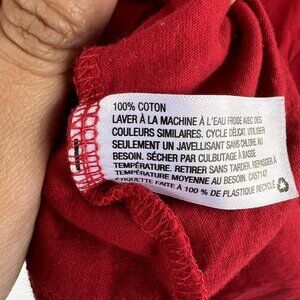 100% COTON
LAVER À LA MACHINE À L'EAU FROIDE AVEC DES
COULEURS SIMILAIRES. CYCLE DÉLICAT. UTILISER
SEULEMENT UN JAVELLISANT SANS CHLORE AU
BESOIN. SÉCHER PAR CULBUTAGE À BASSE
TEMPÉRATURE. RETIRER SANS TARDER. REPASSER À
TEMPÉRATURE MOYENNE AU BESOIN. CA57147
ÉTIQUETTE FAITE À 100 % DE PLASTIQUE RECYCLÉ